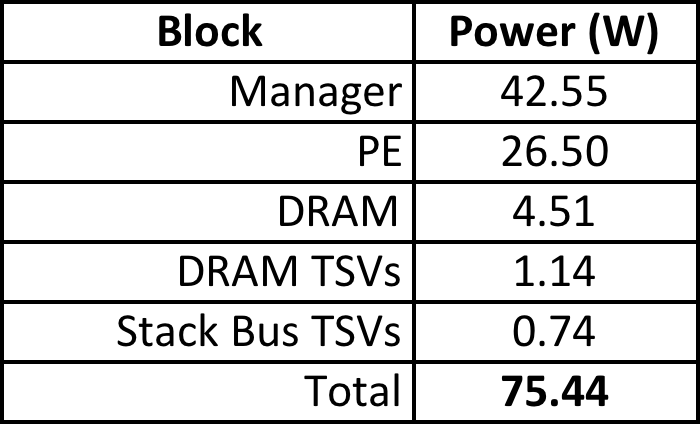 Block Power (W)
Manager 42.55
PE 26.50
DRAM 4.51
DRAM TSVs 1.14
Stack Bus TSVs 0.74
Total 75.44